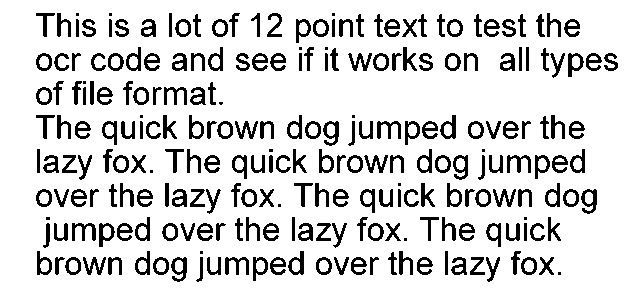 This is a lot of 12 point text to test the
ocr code and see if it works on  all types
of file format.
The quick brown dog jumped over the
lazy fox. The quick brown dog jumped
over the lazy fox. The quick brown dog
jumped over the lazy fox. The quick
brown dog jumped over the lazy fox.